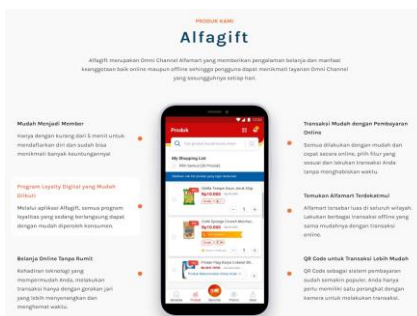 PRODUK KAMI
Alfagift
Alfagift merupakan Omni Channel Alfamart yang memberikan pengalaman belanja dan manfaat
keanggotaan baik online maupun offline sehingga pengguna dapat menikmati layanan Omni Channel
yang sesungguhnya setiap hari.
Mudah Menjadi Member
Hanya dengan kurang dari 5 menit untuk
mendaftarkan diri dan sudah bisa
menikmati banyak keuntungannya!
Program Loyalty Digital yang Mudah
Diikuti
Melalui aplikasi Alfagift, semua program
loyalitas yang sedang berlangsung dapat
dengan mudah diperoleh konsumen.
Belanja Online Tanpa Rumit
Kehadiran teknologi yang
mempermudah Anda, melakukan
transaksi hanya dengan gerakan jari
yang lebih menyenangkan dan
menghemat waktu.
Produk
My Shopping List
Rp10.000
Rp10.000
Transaksi Mudah dengan Pembayaran
Online
Semua dilakukan dengan mudah dan
cepat secara online, pilih fitur yang
sesuai dan lakukan transaksi Anda
tanpa menghabiskan waktu.
Temukan Alfamart Terdekatmu!
Alfamart tersebar luas di seluruh wilayah.
Lakukan berbagai transaksi offline yang
sama mudahnya dengan transaksi
online.
QR Code untuk Transaksi Lebih Mudah
QR Code sebagai sistem pembayaran
sudah semakin populer. Anda hanya
perlu memiliki satu perangkat dengan
kamera untuk melakukan transaksi.